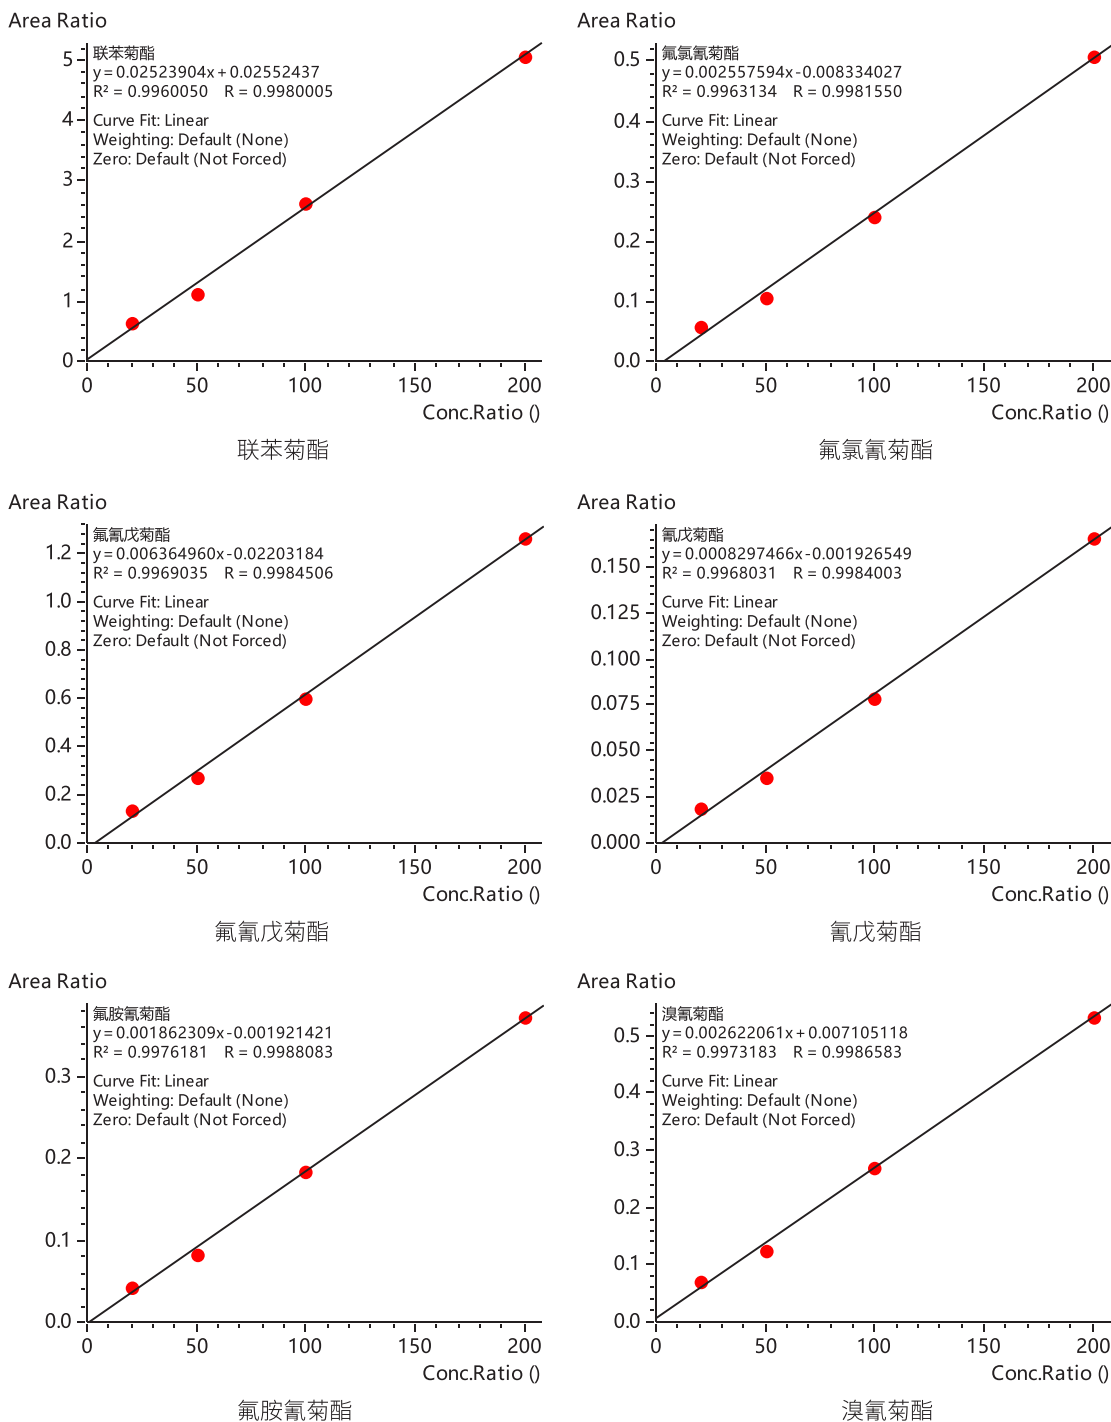 Area Ratio
联苯菊酯
y=0.02523904x+0.02552437
R² = 0.9960050 R = 0.9980005
Curve Fit: Linear
Weighting: Default (None)
Zero: Default (Not Forced)
5
4
3
2
1
0
0 50 100 150 200
Conc.Ratio ()
联苯菊酯
Area Ratio
氟氯氰菊酯
y=0.002557594x-0.008334027
R² = 0.9963134 R = 0.9981550
Curve Fit: Linear
Weighting: Default (None)
Zero: Default (Not Forced)
0.5
0.4
0.3
0.2
0.1
0.0
0 50 100 150 200
Conc.Ratio ()
氟氯氰菊酯
Area Ratio
氟氰戊菊酯
y=0.006364960x-0.02203184
R² = 0.9969035 R = 0.9984506
Curve Fit: Linear
Weighting: Default (None)
Zero: Default (Not Forced)
1.2
1.0
0.8
0.6
0.4
0.2
0.0
0 50 100 150 200
Conc.Ratio ()
氟氰戊菊酯
Area Ratio
氰戊菊酯
y=0.0008297466x-0.001926549
R² = 0.9968031 R = 0.9984003
Curve Fit: Linear
Weighting: Default (None)
Zero: Default (Not Forced)
0.150
0.125
0.100
0.075
0.050
0.025
0.000
0 50 100 150 200
Conc.Ratio ()
氰戊菊酯
Area Ratio
氟胺氰菊酯
y=0.001862309x-0.001921421
R² = 0.9976181 R = 0.9988083
Curve Fit: Linear
Weighting: Default (None)
Zero: Default (Not Forced)
0.3
0.2
0.1
0.0
0 50 100 150 200
Conc.Ratio ()
氟胺氰菊酯
Area Ratio
溴氰菊酯
y=0.002622061x+0.007105118
R² = 0.9973183 R = 0.9986583
Curve Fit: Linear
Weighting: Default (None)
Zero: Default (Not Forced)
0.5
0.4
0.3
0.2
0.1
0.0
0 50 100 150 200
Conc.Ratio ()
溴氰菊酯